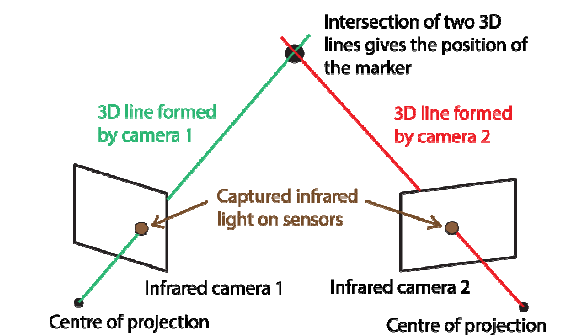 Intersection of two 3D
lines gives the position of
the marker
3D line formed
by camera 1
3D line formed
by camera 2
Captured infrared
light on sensors
Infrared camera 1
Infrared camera 2
Centre of projection
Centre of projection